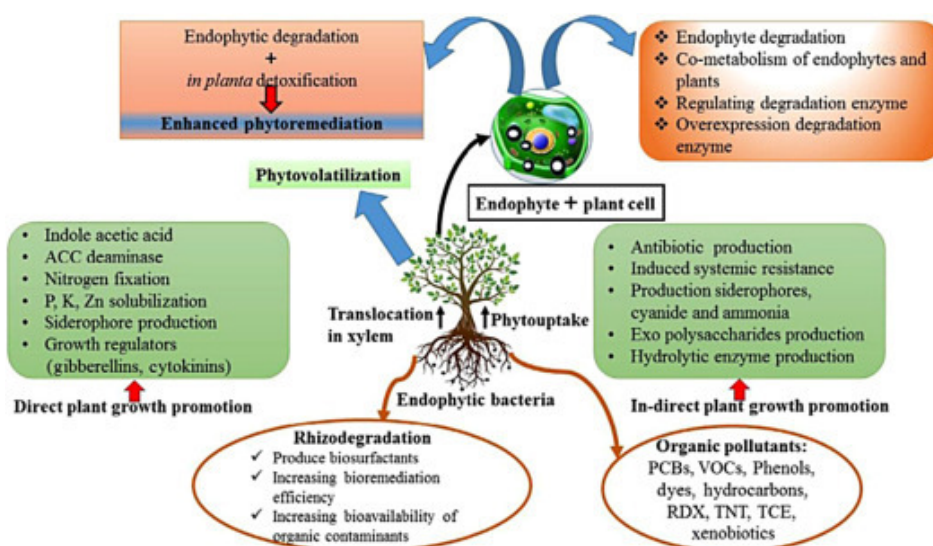 Endophytic degradation
+
in planta detoxification
Enhanced phytoremediation
❖ Endophyte degradation
❖ Co-metabolism of endophytes and
plants
❖ Regulating degradation enzyme
❖ Overexpression degradation
enzyme
Phytovolatilization
Endophyte + plant cell
• Indole acetic acid
• ACC deaminase
• Nitrogen fixation
• P, K, Zn solubilization
• Siderophore production
• Growth regulators
(gibberellins, cytokinins)
Direct plant growth promotion
Translocation
in xylem
Phytouptake
• Antibiotic production
• Induced systemic resistance
• Production siderophores,
cyanide and ammonia
• Exo polysaccharides production
• Hydrolytic enzyme production
In-direct plant growth promotion
Endophytic bacteria
Rhizodegradation
✓ Produce biosurfactants
✓ Increasing bioremediation
efficiency
✓ Increasing bioavailability of
organic contaminants
Organic pollutants:
PCBs, VOCs, Phenols,
dyes, hydrocarbons,
RDX, TNT, TCE,
xenobiotics